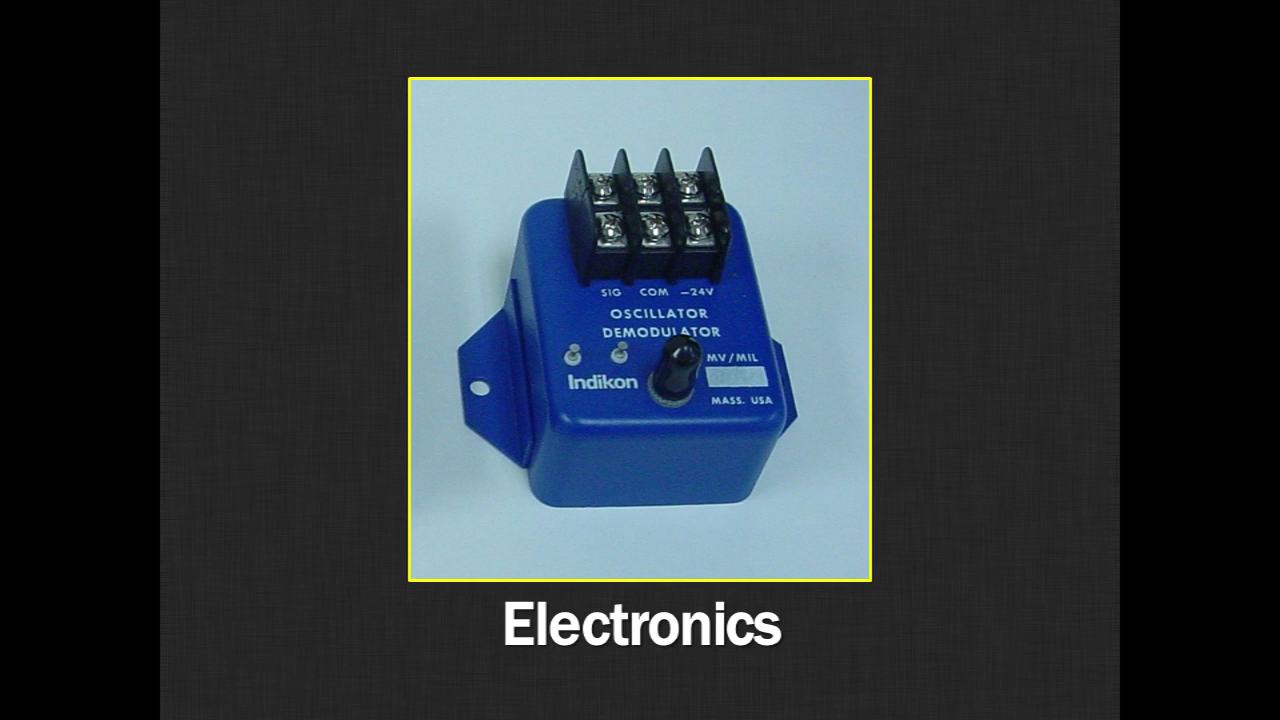 SIG COM –24V
OSCILLATOR
DEMODULATOR
MV/MIL
Indikon
MASS. USA
Electronics